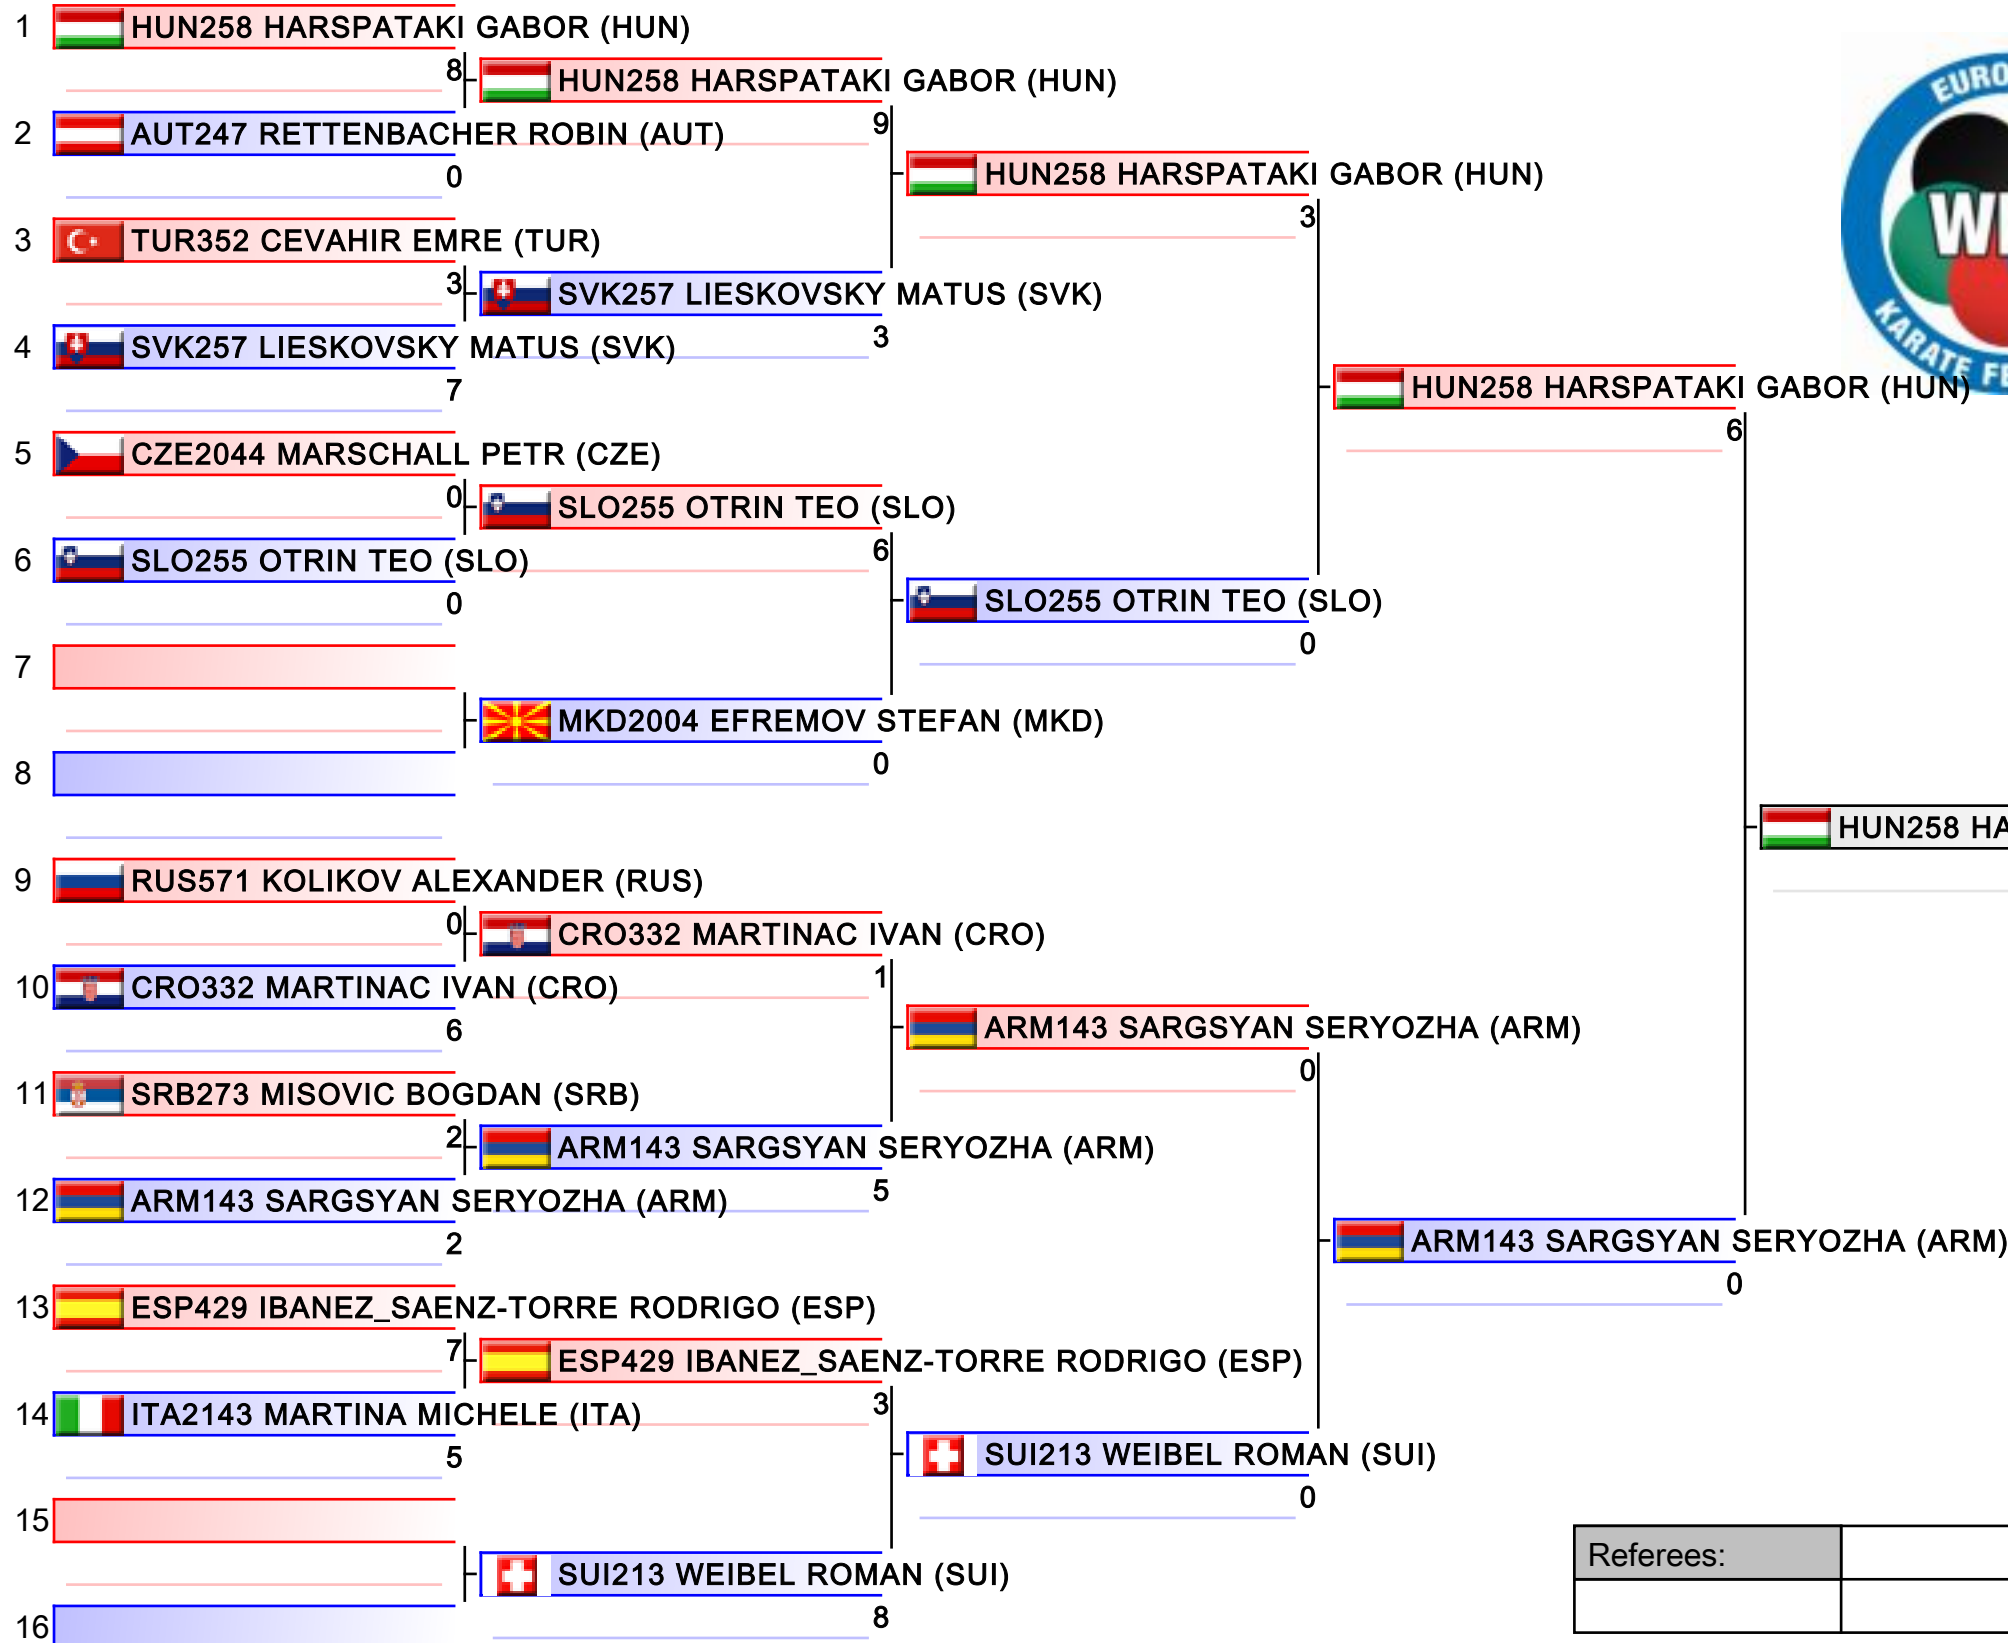 1 HUN258 HARSPATAKI GABOR (HUN)
8 HUN258 HARSPATAKI GABOR (HUN)
2 AUT247 RETTENBACHER ROBIN (AUT)
9
0
HUN258 HARSPATAKI GABOR (HUN)
3
3 TUR352 CEVAHIR EMRE (TUR)
3 SVK257 LIESKOVSKY MATUS (SVK)
3
4 SVK257 LIESKOVSKY MATUS (SVK)
7
HUN258 HARSPATAKI GABOR (HUN)
6
5 CZE2044 MARSCHALL PETR (CZE)
0 SLO255 OTRIN TEO (SLO)
6
6 SLO255 OTRIN TEO (SLO)
0
SLO255 OTRIN TEO (SLO)
0
7
MKD2004 EFREMOV STEFAN (MKD)
0
8
HUN258
9 RUS571 KOLIKOV ALEXANDER (RUS)
0 CRO332 MARTINAC IVAN (CRO)
1
10 CRO332 MARTINAC IVAN (CRO)
6
ARM143 SARGSYAN SERYOZHA (ARM)
0
11 SRB273 MISOVIC BOGDAN (SRB)
2 ARM143 SARGSYAN SERYOZHA (ARM)
5
12 ARM143 SARGSYAN SERYOZHA (ARM)
2
ARM143 SARGSYAN SERYOZHA (ARM)
0
13 ESP429 IBANEZ_SAENZ-TORRE RODRIGO (ESP)
7 ESP429 IBANEZ_SAENZ-TORRE RODRIGO (ESP)
3
14 ITA2143 MARTINA MICHELE (ITA)
5
SUI213 WEIBEL ROMAN (SUI)
0
15
SUI213 WEIBEL ROMAN (SUI)
8
16
KARATE
Referees: